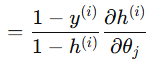 = \frac{1 - y^{(i)}}{1 - h^{(i)}} \frac{\partial h^{(i)}}{\partial \theta_j}